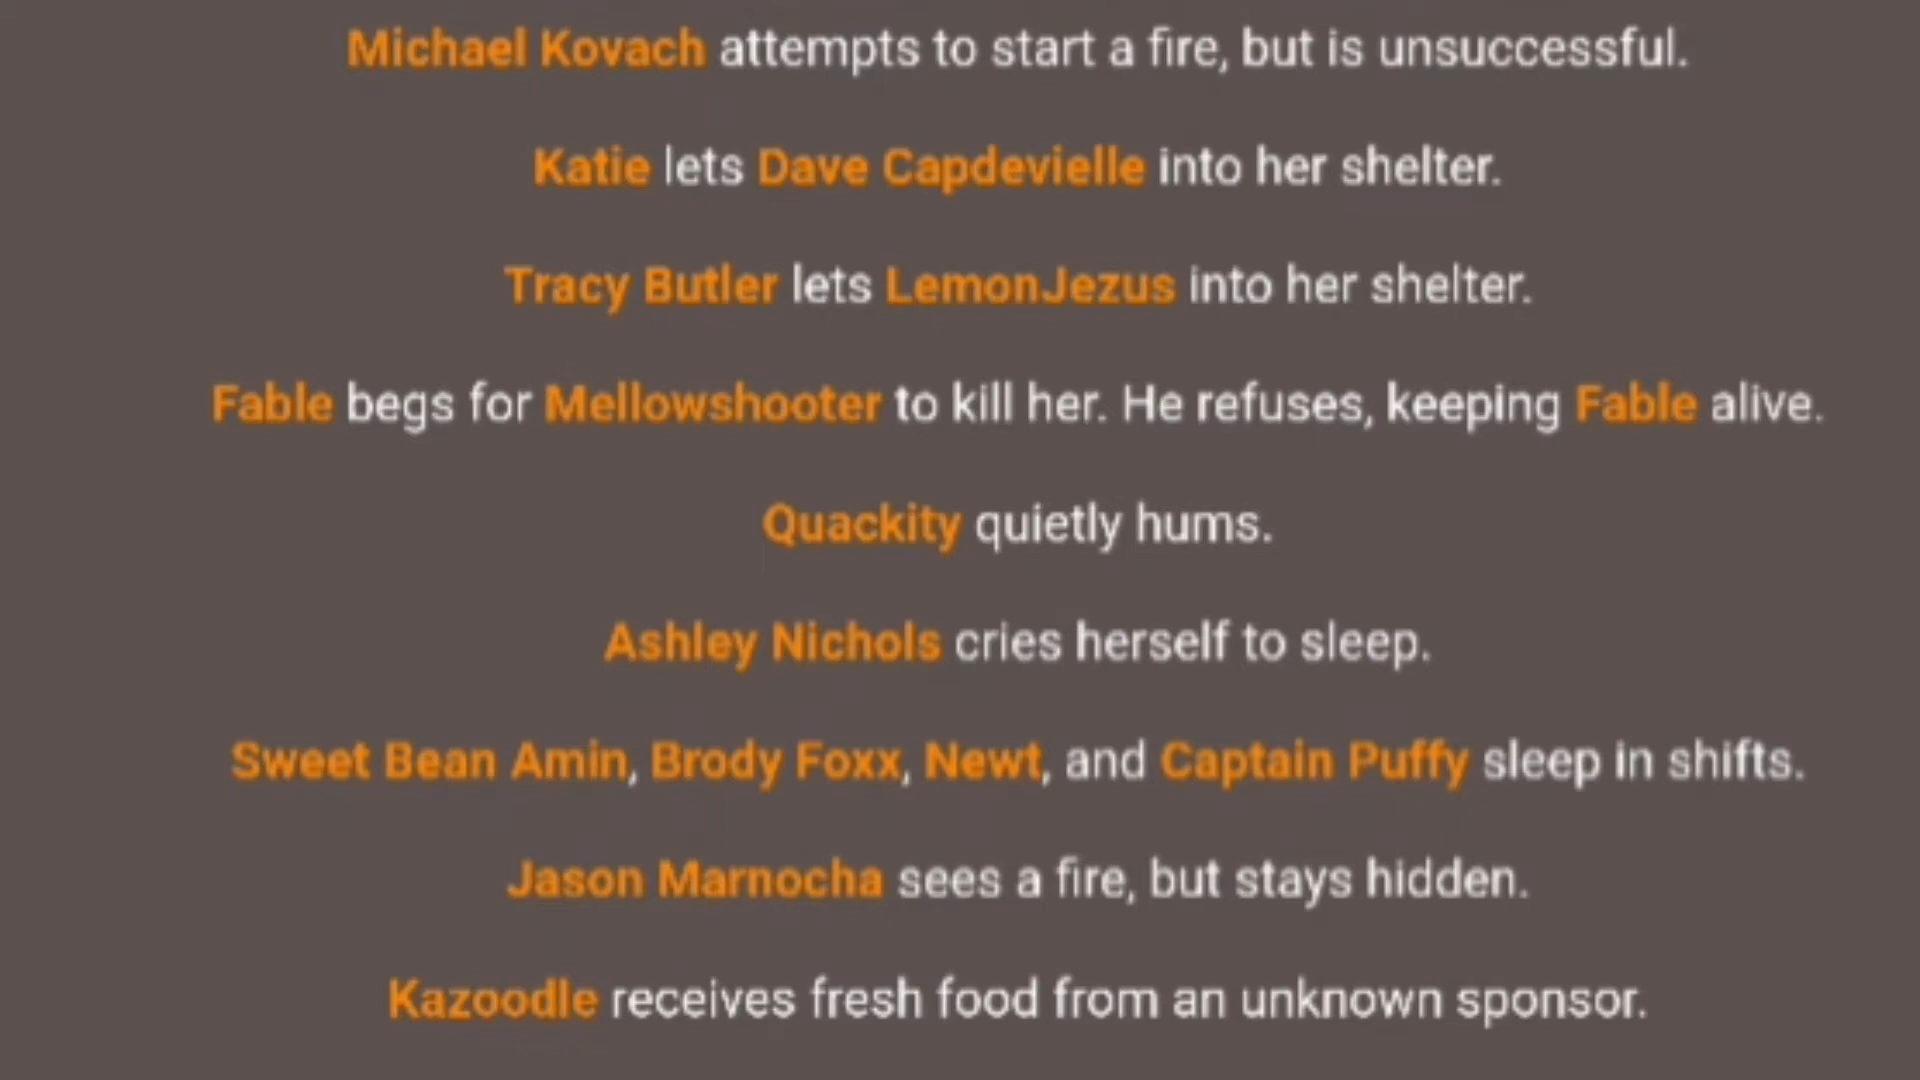 Michael Kovach attempts to start a fire, but is unsuccessful.
Katie lets Dave Capdevielle into her shelter.
Tracy Butler lets LemonJezus into her shelter.
Fable begs for Mellowshooter to kill her. He refuses, keeping Fable alive.
Quackity quietly hums.
Ashley Nichols cries herself to sleep.
Sweet Bean Amin, Brody Foxx, Newt, and Captain Puffy sleep in shifts.
Jason Marnocha sees a fire, but stays hidden.
Kazoodle receives fresh food from an unknown sponsor.